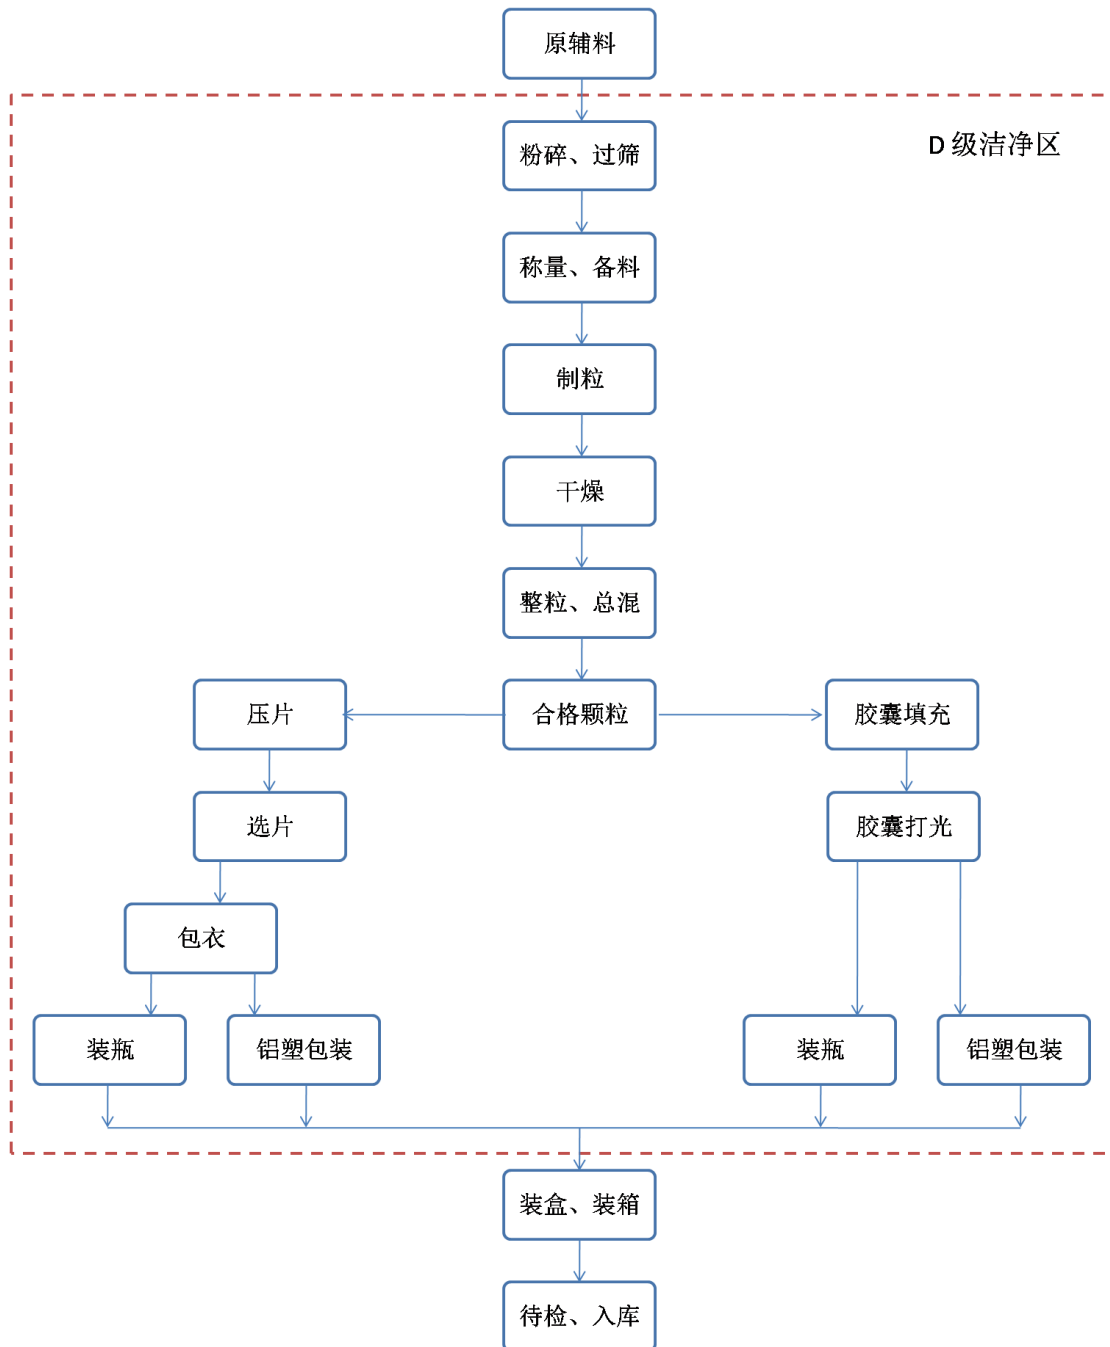 原辅料
D 级洁净区
粉碎、过筛
称量、备料
制粒
干燥
整粒、总混
压片
合格颗粒
胶囊填充
选片
胶囊打光
包衣
装瓶
铝塑包装
装瓶
铝塑包装
装盒、装箱
待检、入库